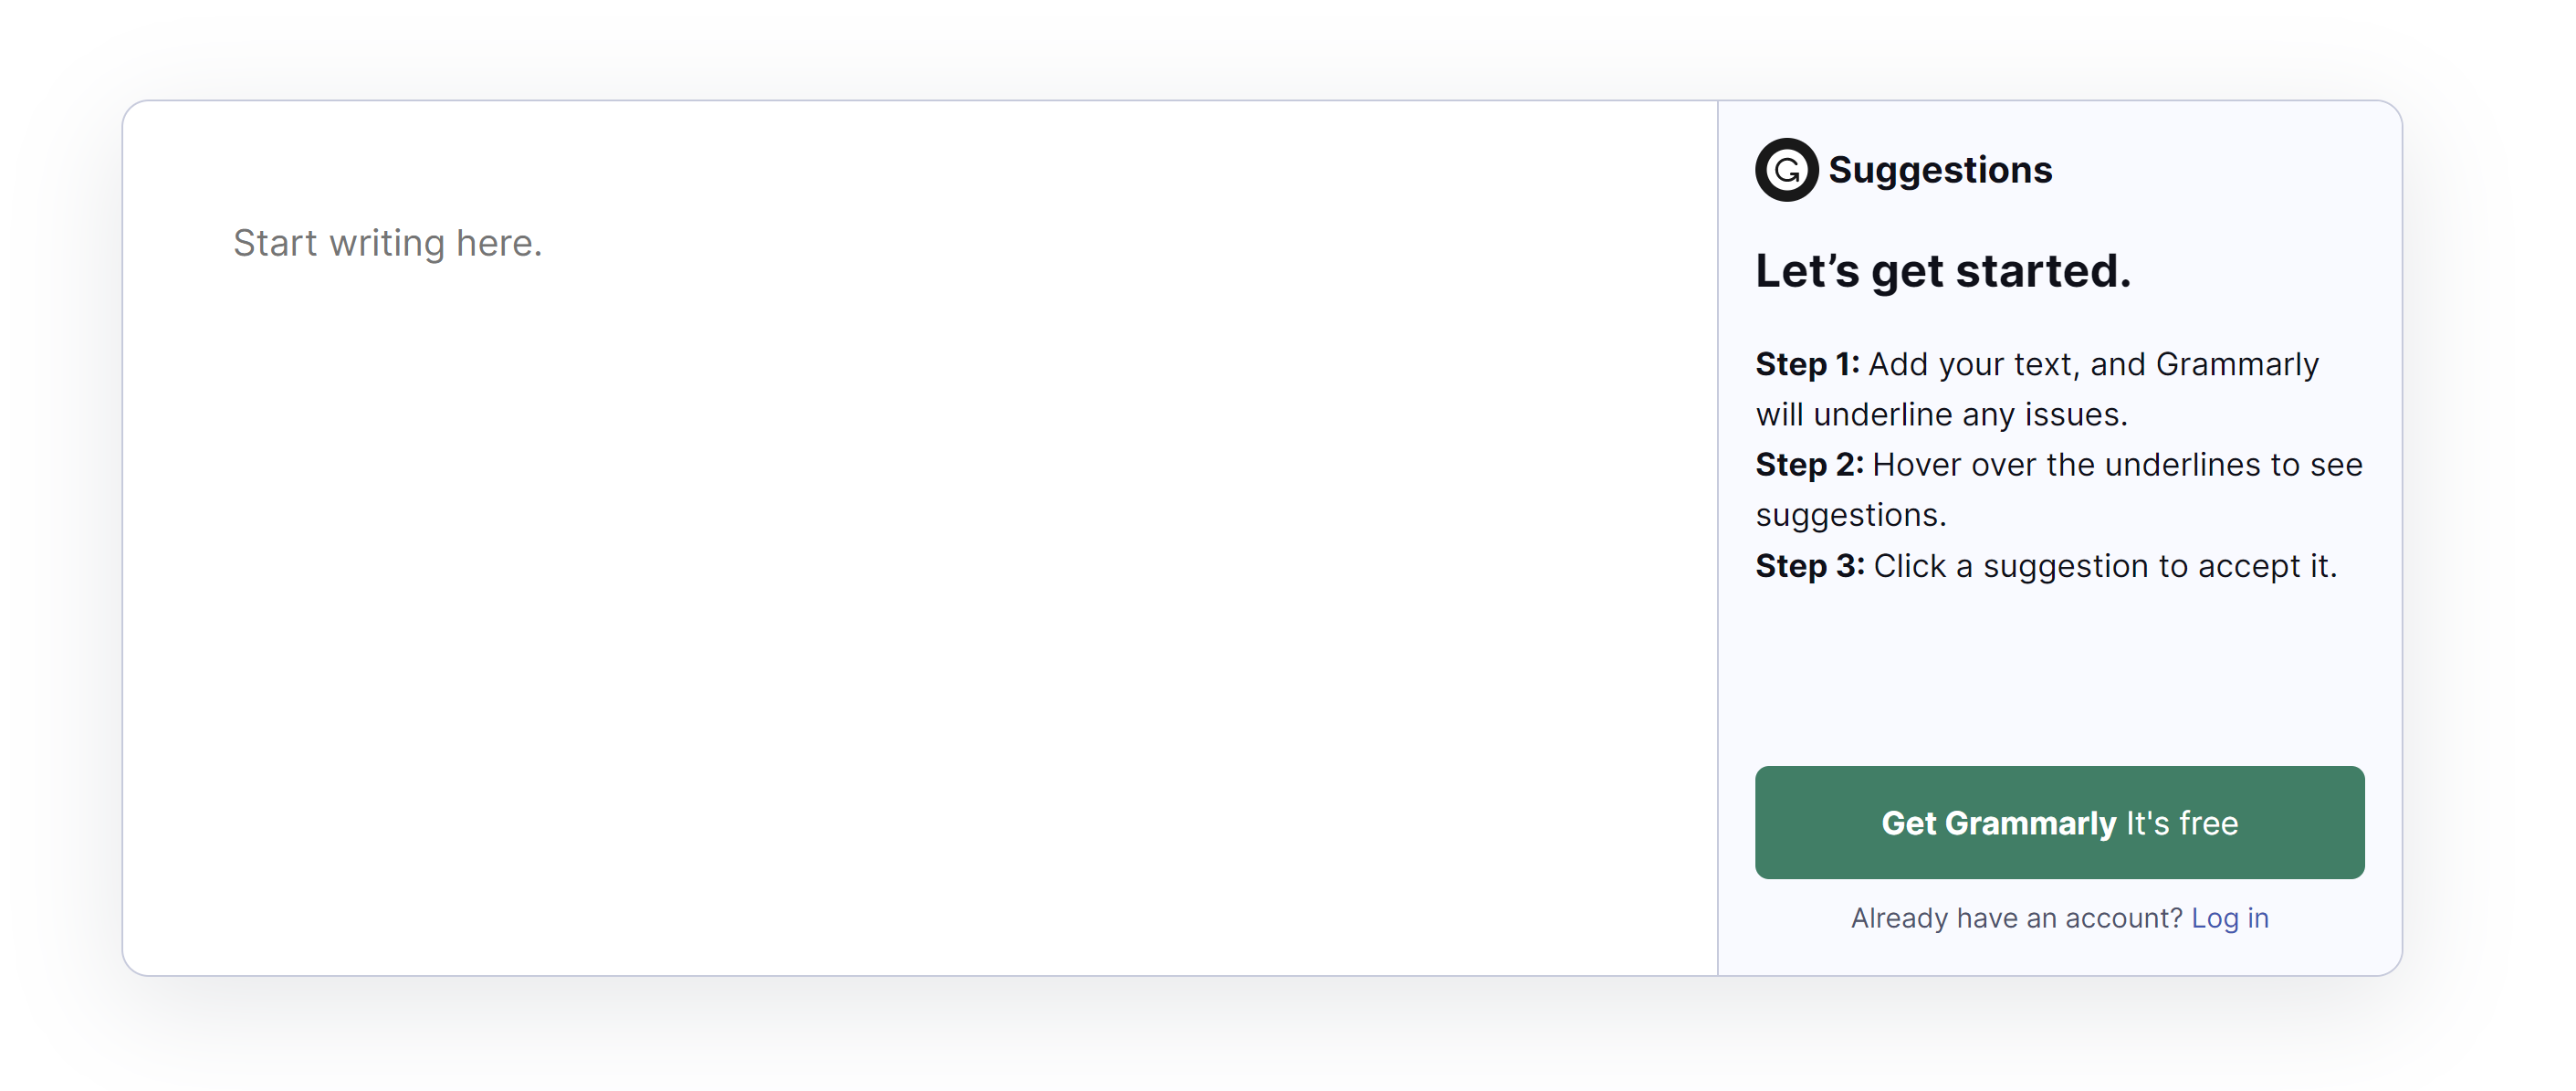 Start writing here.
Suggestions
Let’s get started.
Step 1: Add your text, and Grammarly
will underline any issues.
Step 2: Hover over the underlines to see
suggestions.
Step 3: Click a suggestion to accept it.
Get Grammarly It's free
Already have an account? Log in